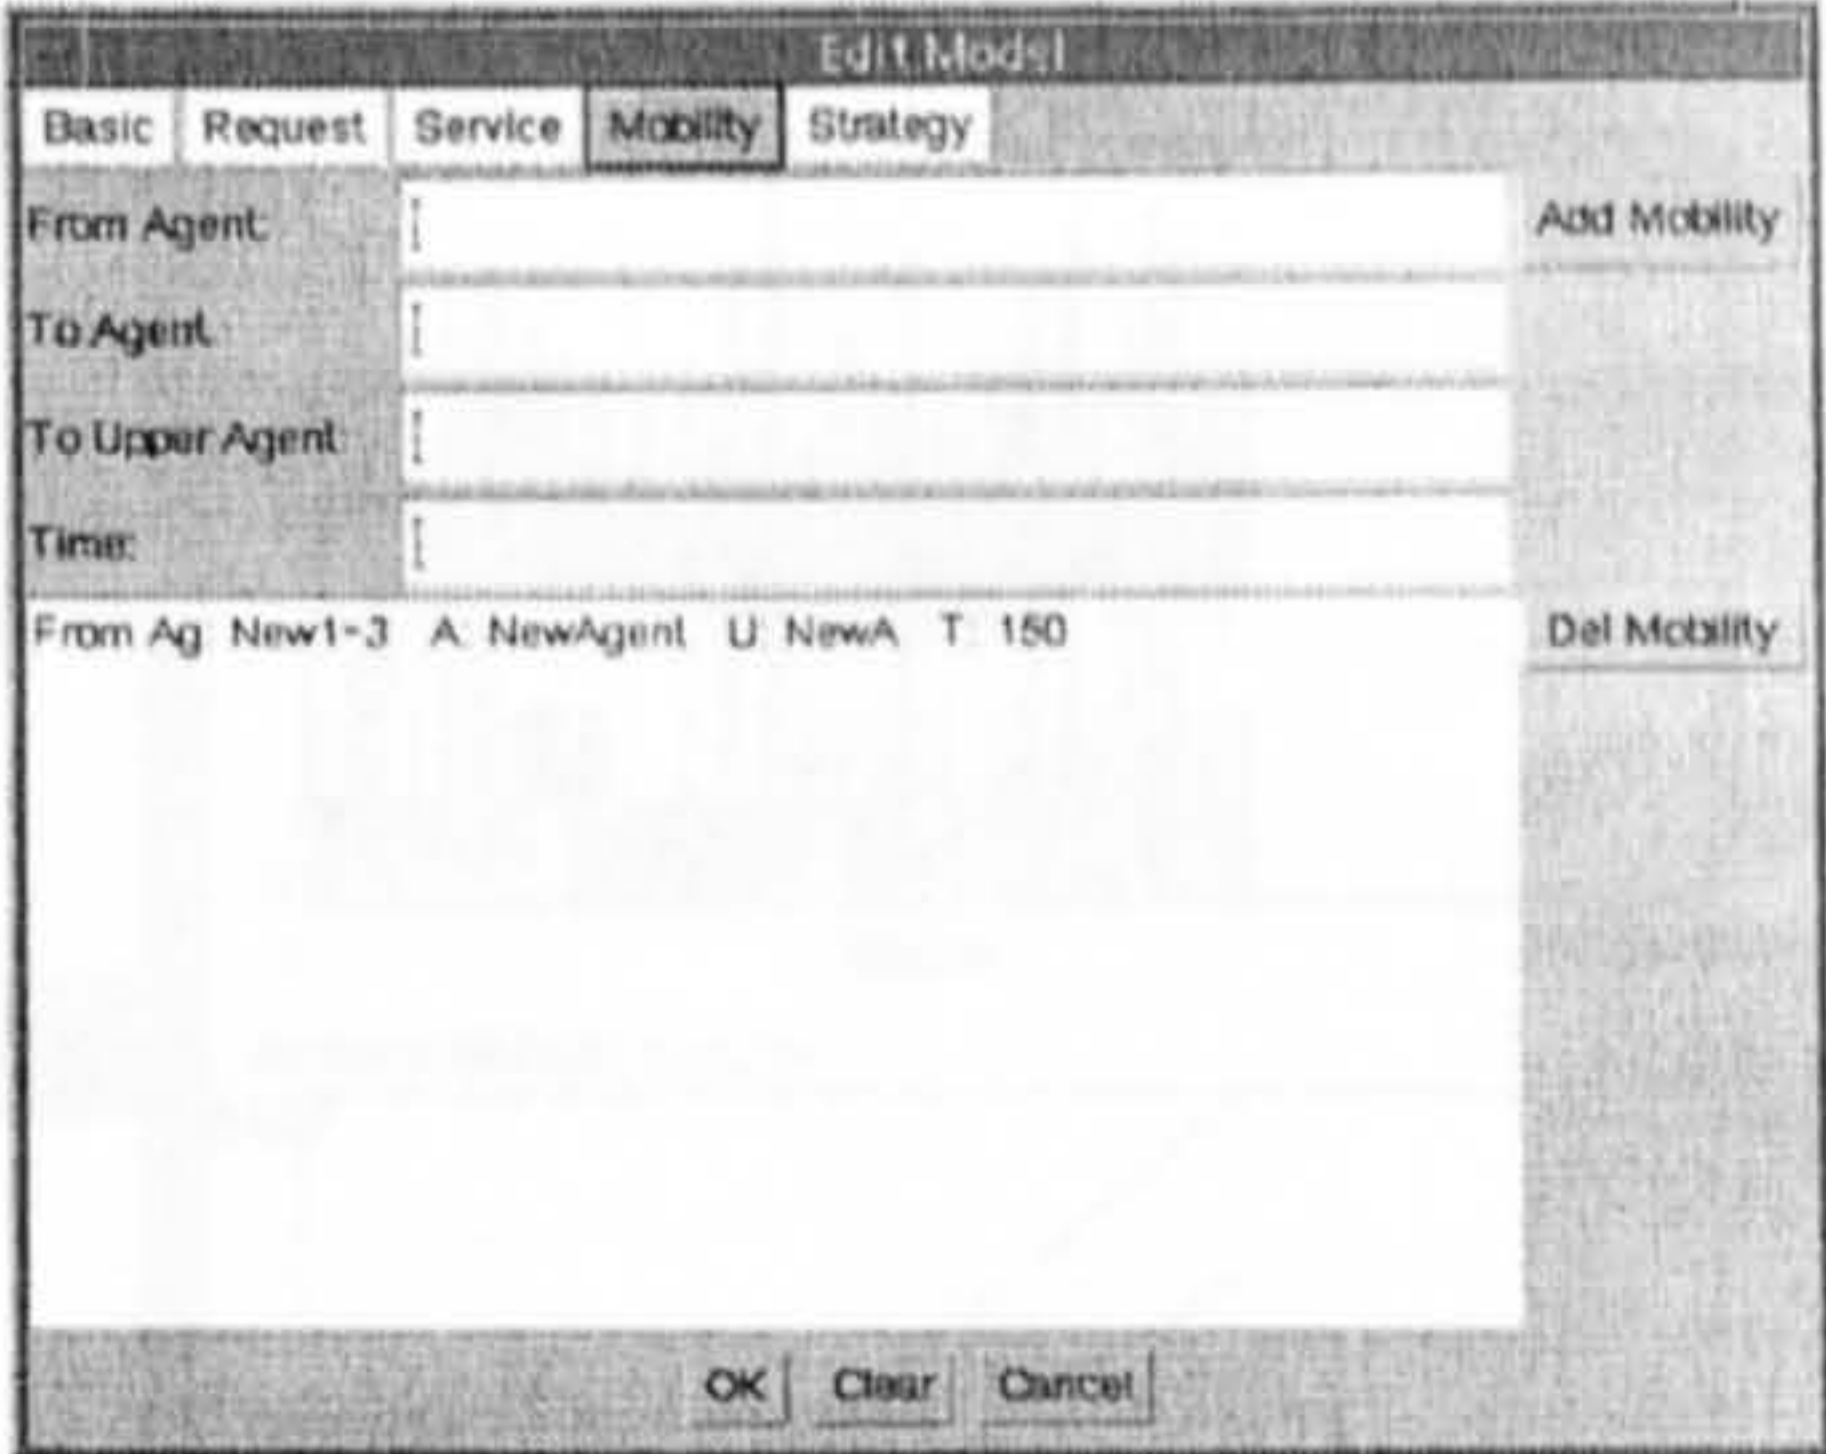 Edit Model
Basic Request Service Mobility Strategy
From Agent: Add Mobility
To Agent:
To Upper Agent:
Time:
From Ag: New1-3 A: NewAgent U: NewA T: 150 Del Mobility
OK Clear Cancel